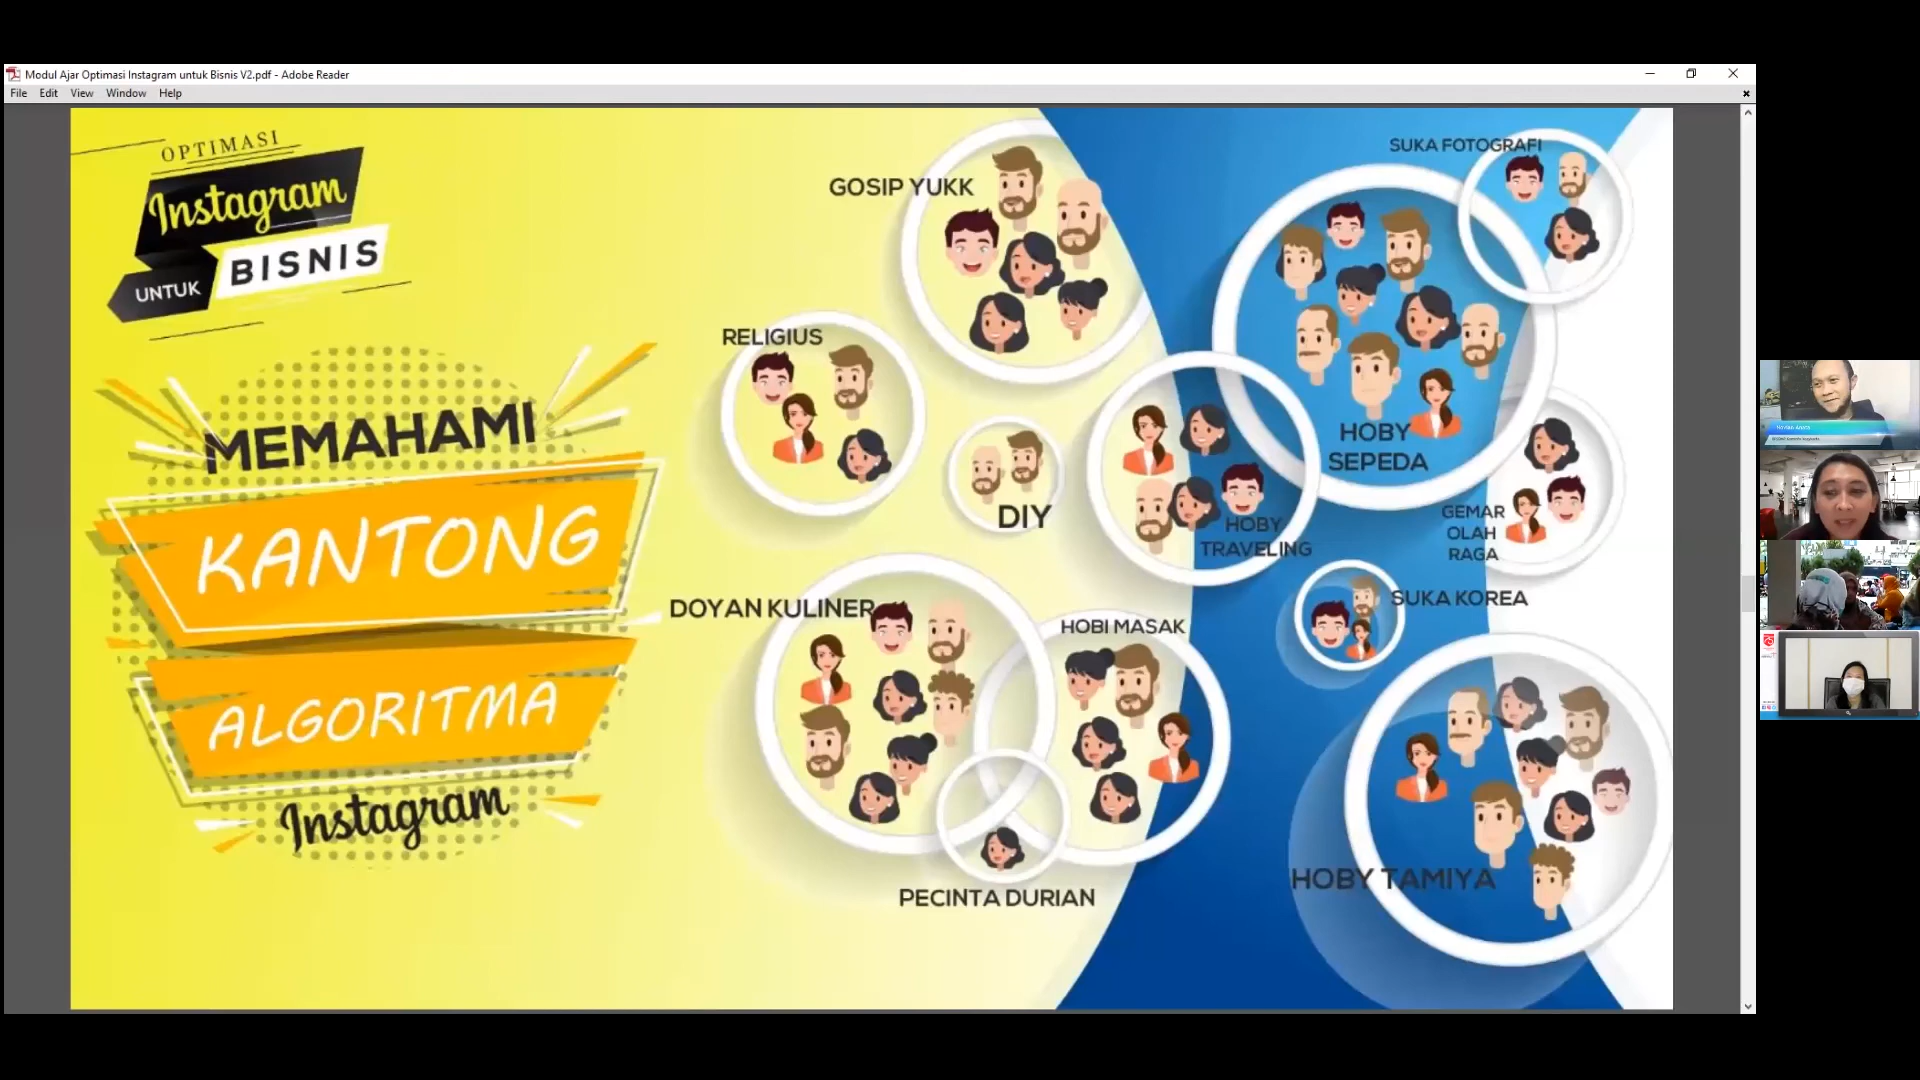 Modul Ajar Optimasi Instagram untuk Bisnis V2.pdf - Adobe Reader
File Edit View Window Help
OPTIMASI
Instagram
UNTUK BISNIS
MEMAHAMI
KANTONG
ALGORITMA
Instagram
GOSIP YUKK
SUKA FOTOGRAFI
RELIGIUS
DIY
HOBY
SEPEDA
HOBY
TRAVELING
GEMAR
OLAH
RAGA
DOYAN KULINER
HOBI MASAK
SUKA KOREA
PECINTA DURIAN
HOBY TAMIYA